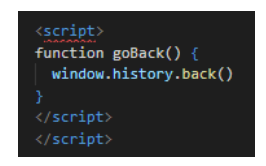 <script>
function goBack() {
window.history.back()
}
</script>
</script>